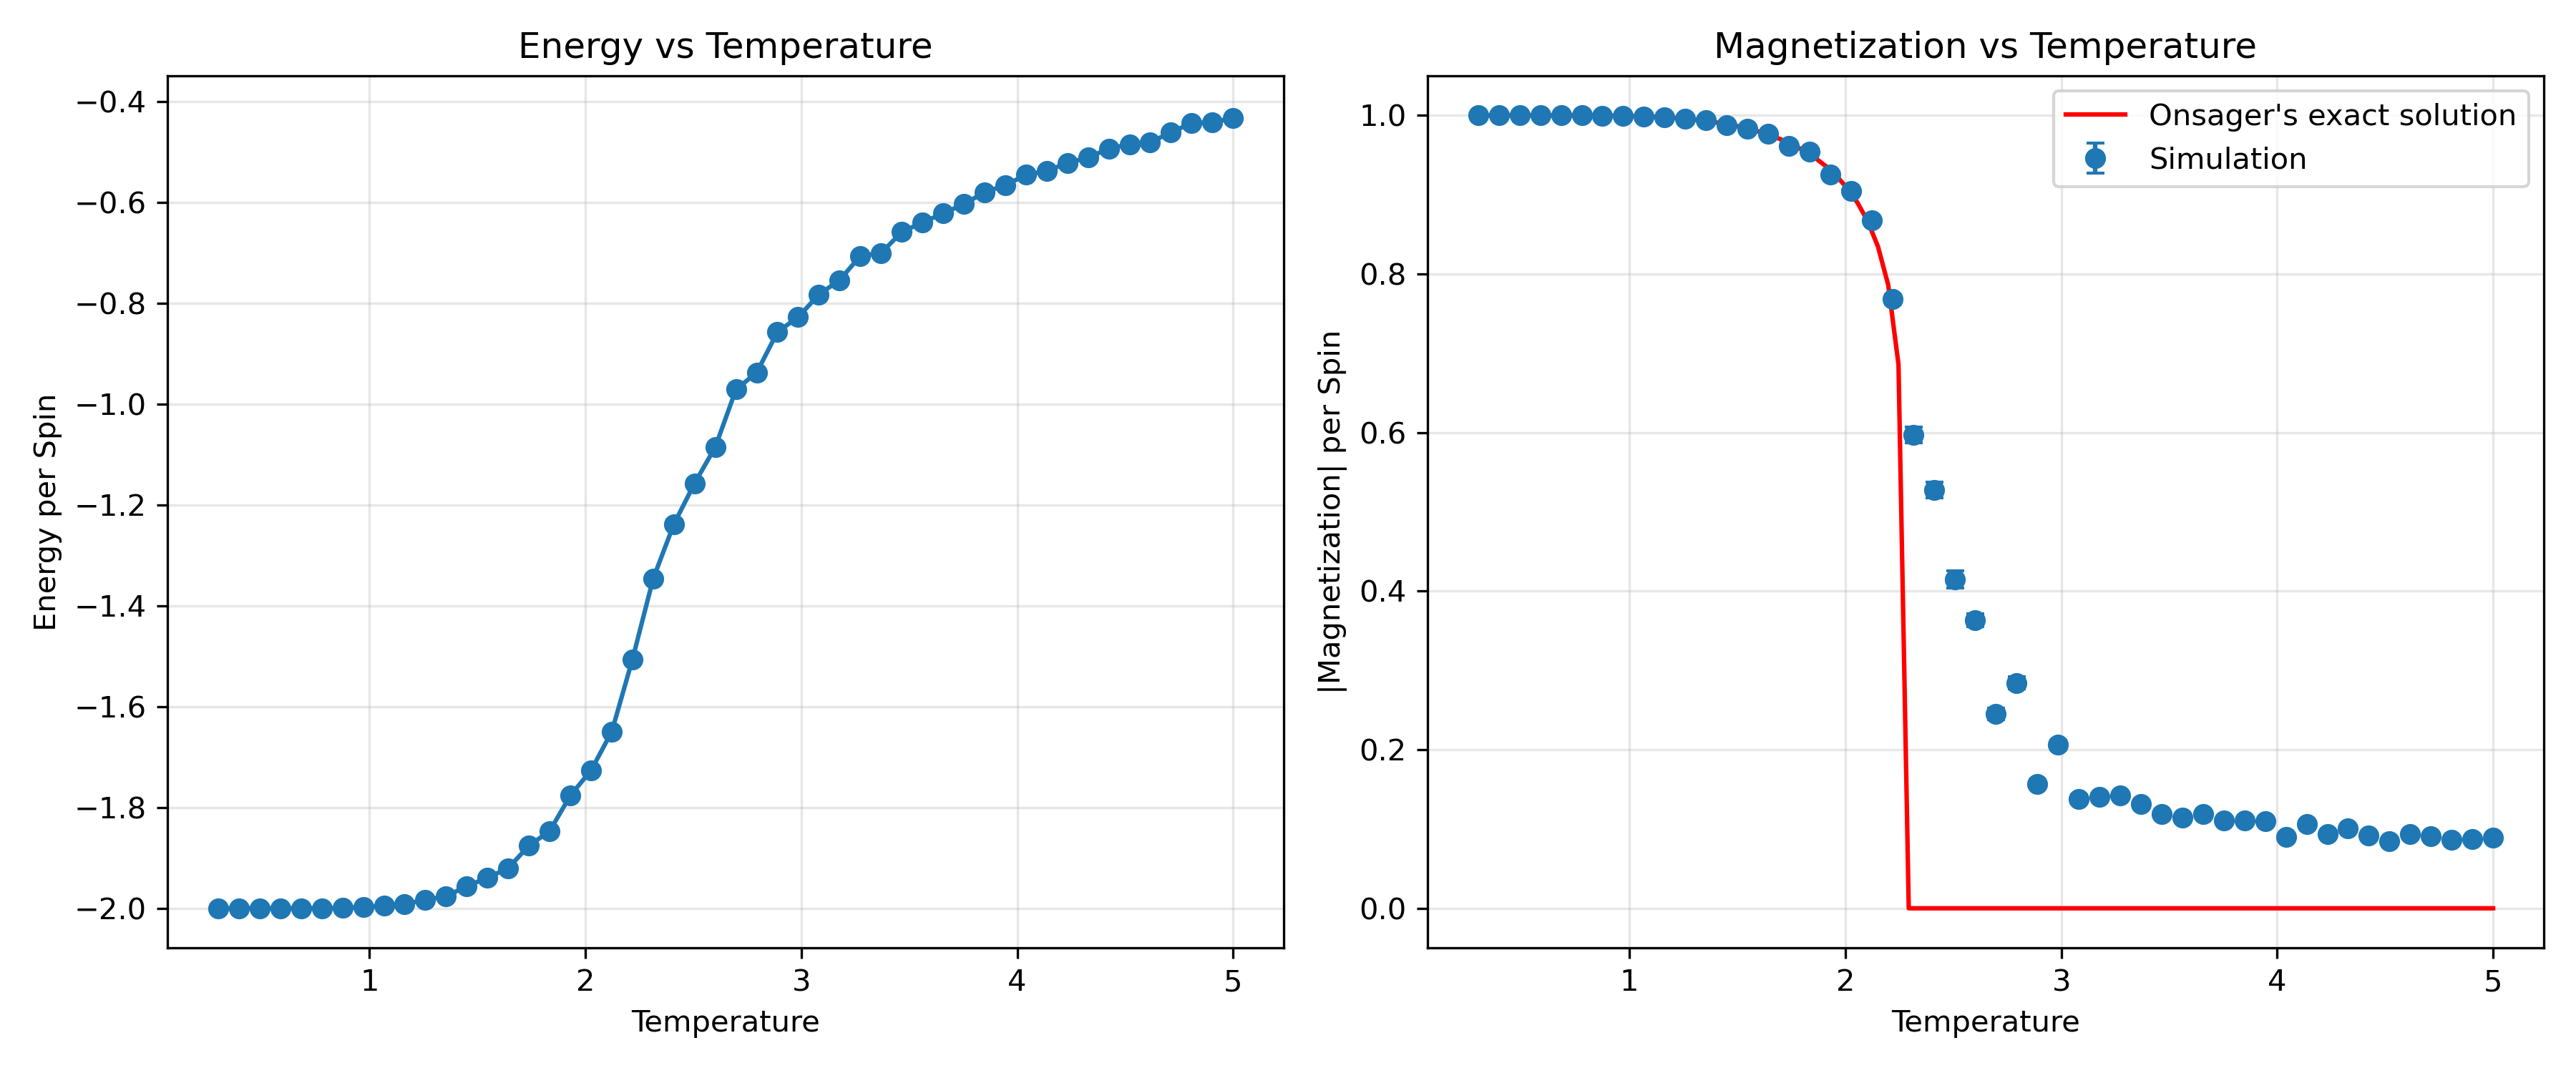 Energy vs Temperature
−0.4
−0.6
−0.8
−1.0
−1.2
−1.4
−1.6
−1.8
−2.0
Energy per Spin
1 2 3 4 5
Temperature
Magnetization vs Temperature
Onsager's exact solution
Simulation
1.0
0.8
0.6
0.4
0.2
0.0
|Magnetization| per Spin
1 2 3 4 5
Temperature